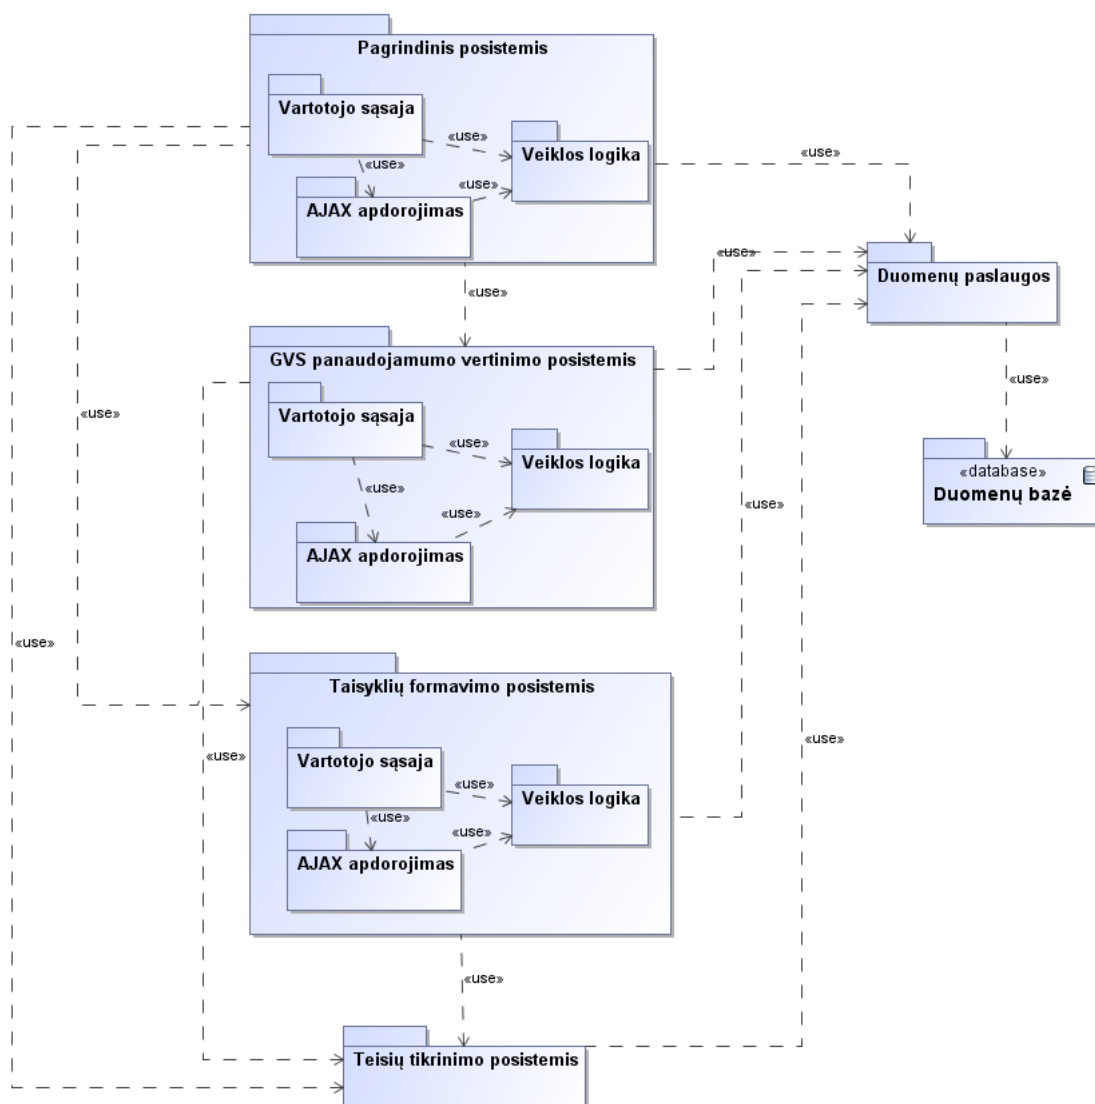 Pagrindinis posistemis
Vartotojo sąsaja
«use»
Veiklos logika
«use»
«use»
AJAX apdorojimas
«use»
«use»
«use»
Duomenų paslaugos
«use»
GVS panaudojamumo vertinimo posistemis
Vartotojo sąsaja
«use»
Veiklos logika
«use»
«use»
AJAX apdorojimas
«use»
«use»
«use»
«database»
Duomenų bazė
«use»
Taisyklių formavimo posistemis
Vartotojo sąsaja
«use»
Veiklos logika
«use»
«use»
AJAX apdorojimas
«use»
«use»
«use»
Teisių tikrinimo posistemis